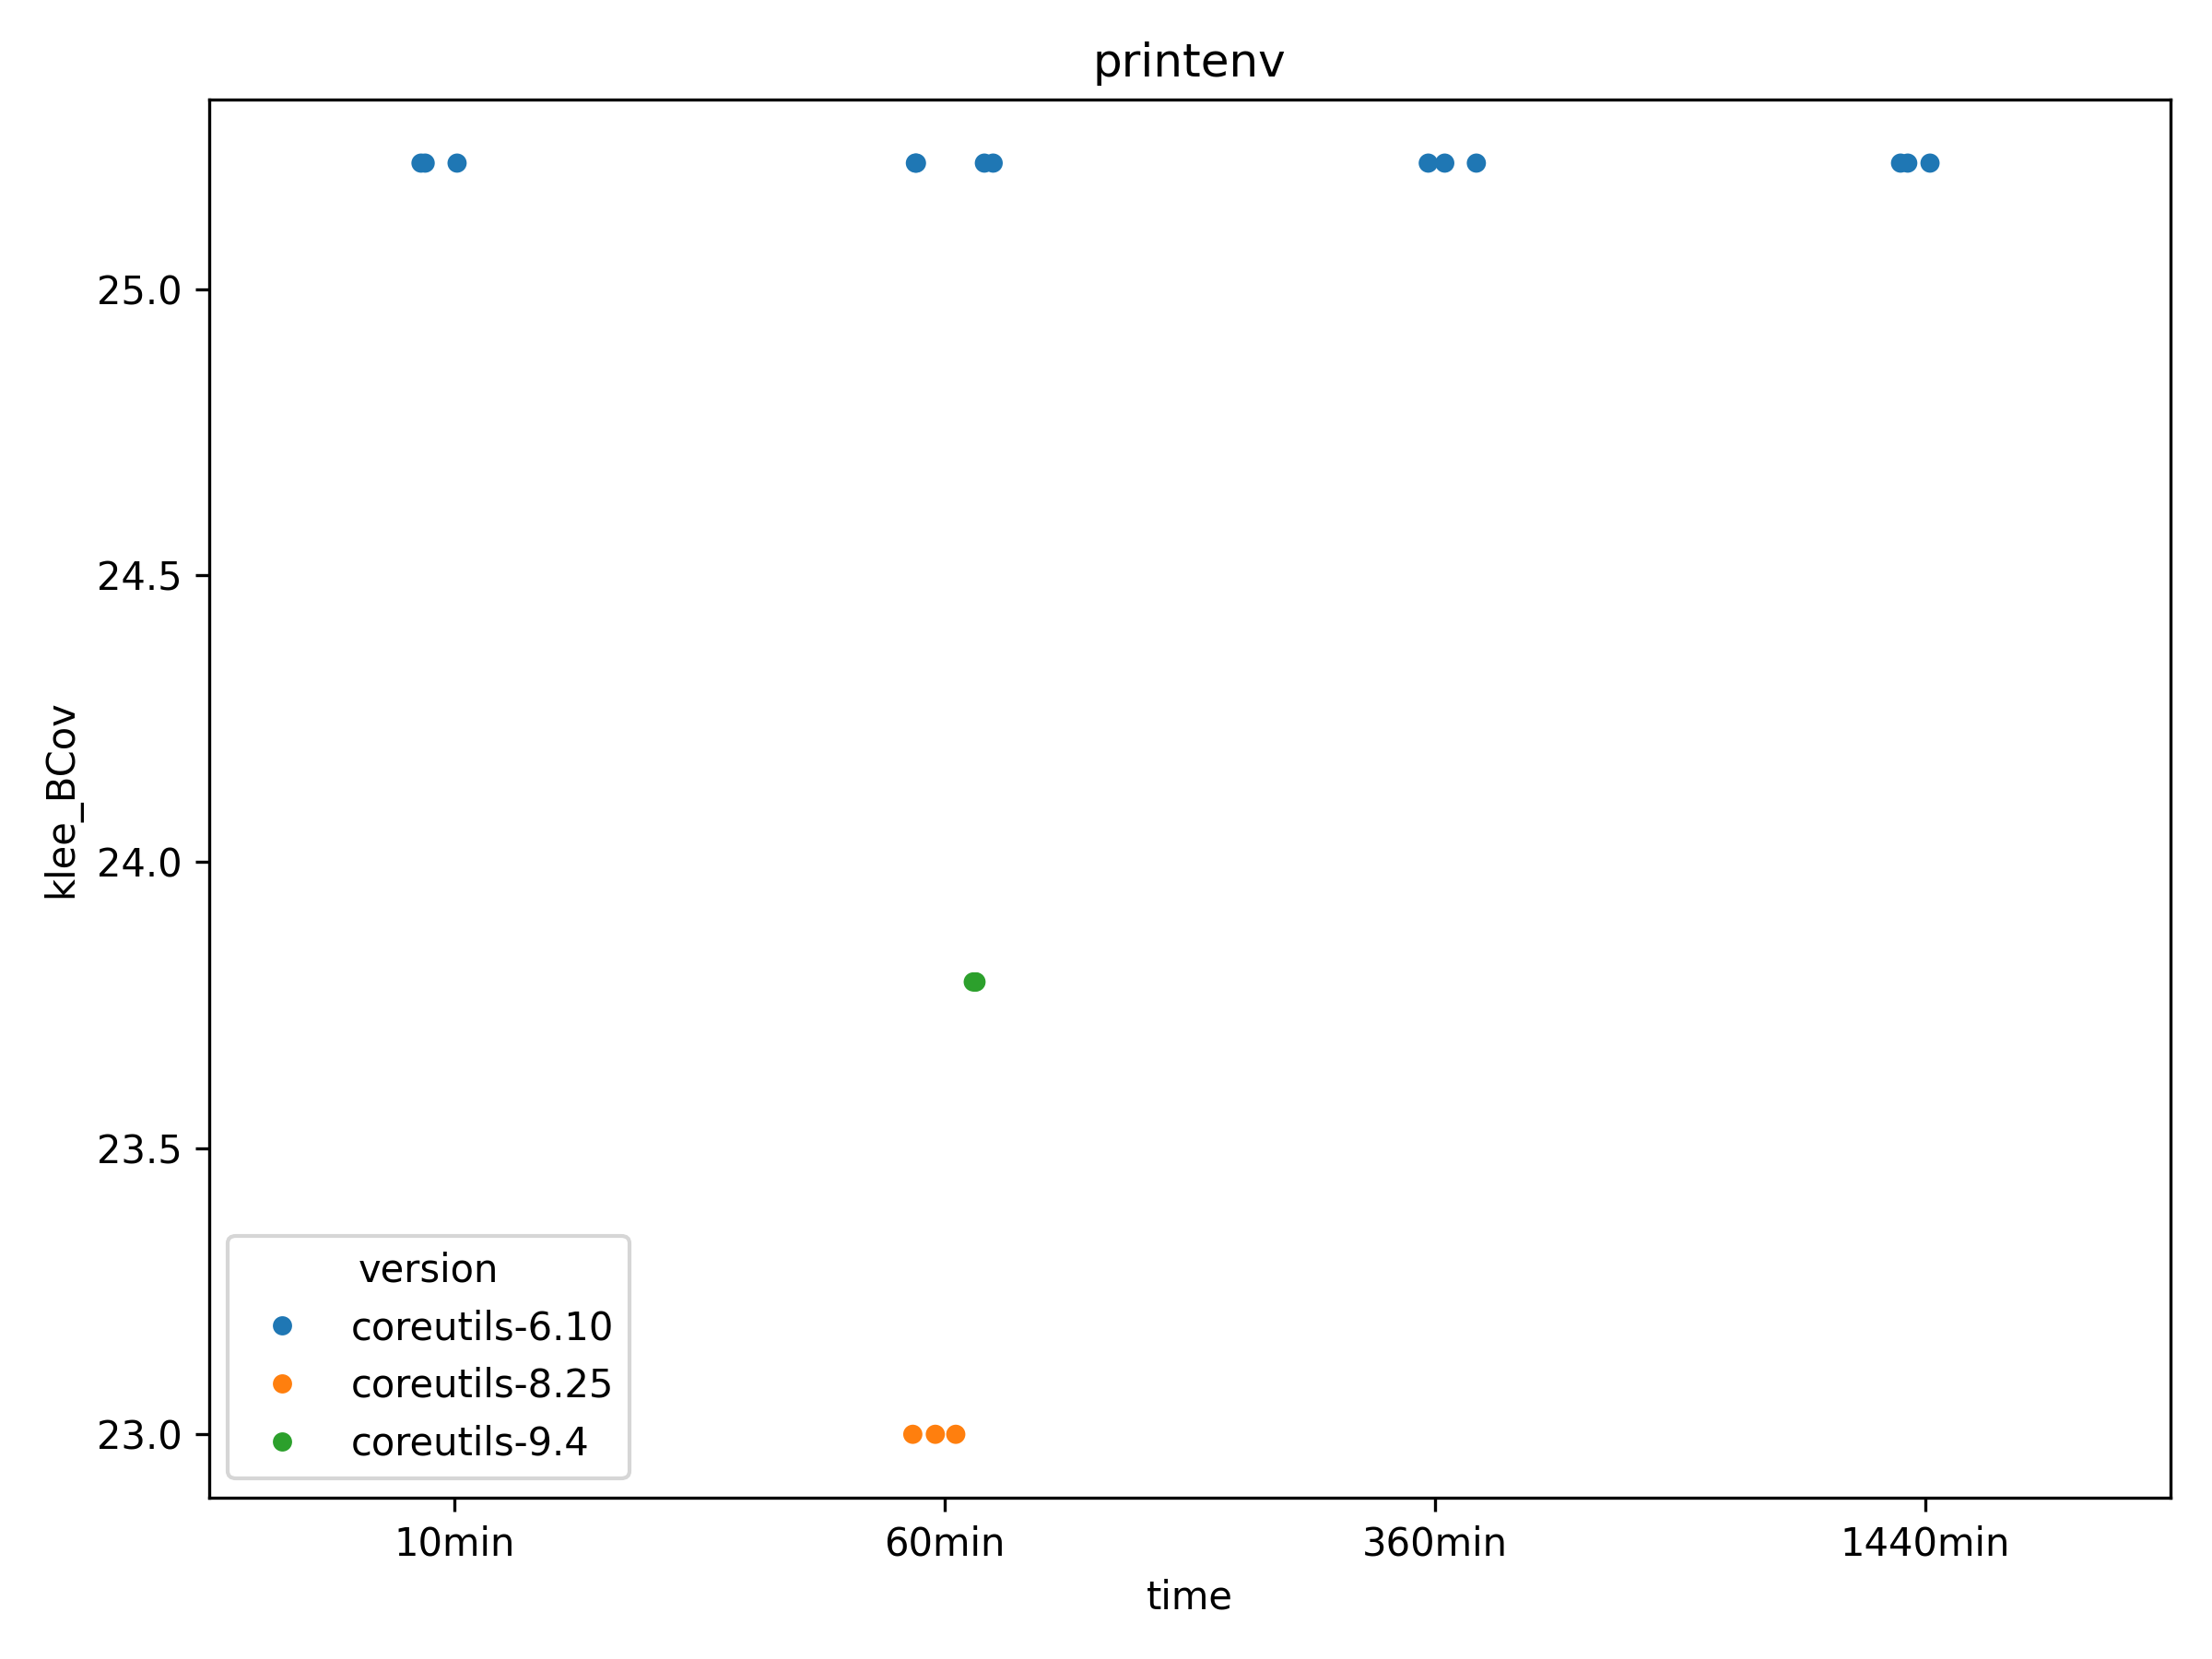 printenv
klee_BCov
25.0
24.5
24.0
23.5
23.0
version
coreutils-6.10
coreutils-8.25
coreutils-9.4
10min 60min 360min 1440min
time